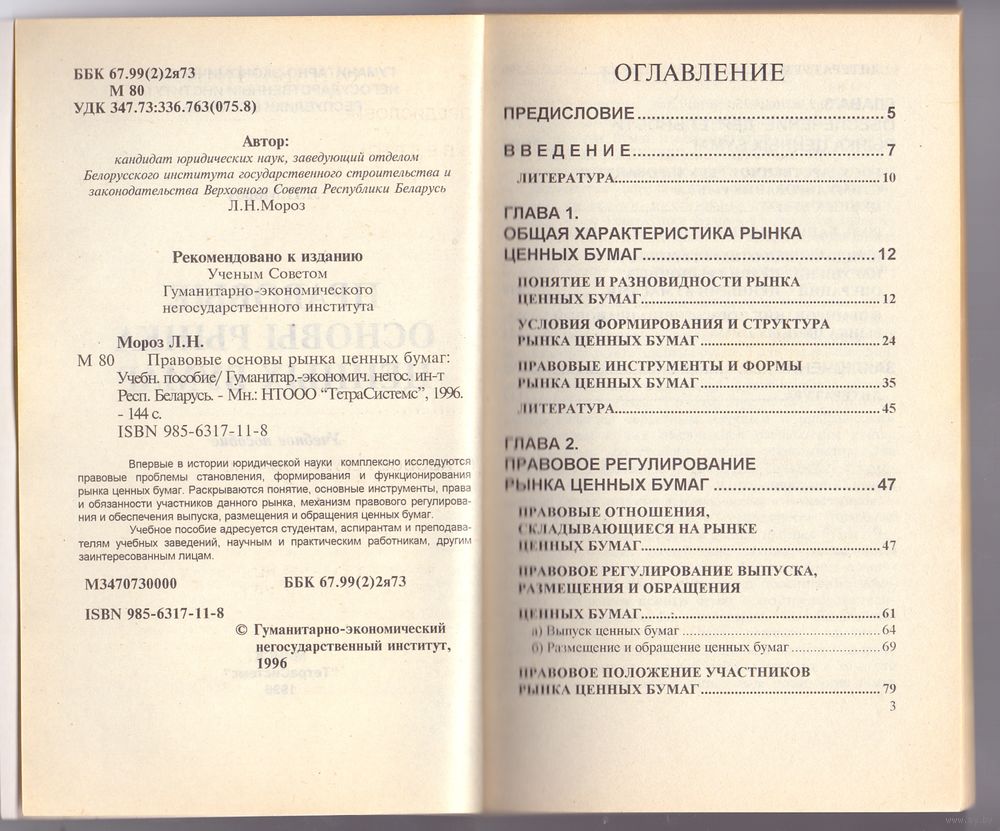 ББК 67.99(2)2я73
М 80
УДК 347.73:336.763(075.8)
Автор:
кандидат юридических наук, заведующий отделом
Белорусского института государственного строительства и
законодательства Верховного Совета Республики Беларусь
Л.Н.Мороз
Рекомендовано к изданию
Ученым Советом
Гуманитарно-экономического
негосударственного института
Мороз Л.Н.
М 80 Правовые основы рынка ценных бумаг:
Учебн. пособие/ Гуманитар.-экономич. негос. ин-т
Респ. Беларусь. - Мн.: НТООО “ТетраСистемс”, 1996.
- 144 с.
ISBN 985-6317-11-8
Впервые в истории юридической науки комплексно исследуются
правовые проблемы становления, формирования и функционирования
рынка ценных бумаг. Раскрываются понятие, основные инструменты, права
и обязанности участников данного рынка, механизм правового регулирова-
ния и обеспечения выпуска, размещения и обращения ценных бумаг.
Учебное пособие адресуется студентам, аспирантам и преподава-
телям учебных заведений, научным и практическим работникам, другим
заинтересованным лицам.
М3470730000 ББК 67.99(2)2я73
ISBN 985-6317-11-8
© Гуманитарно-экономический
негосударственный институт,
1996
ОГЛАВЛЕНИЕ
ПРЕДИСЛОВИЕ 5
ВВЕДЕНИЕ 7
ЛИТЕРАТУРА 10
ГЛАВА 1.
ОБЩАЯ ХАРАКТЕРИСТИКА РЫНКА
ЦЕННЫХ БУМАГ 12
ПОНЯТИЕ И РАЗНОВИДНОСТИ РЫНКА
ЦЕННЫХ БУМАГ 12
УСЛОВИЯ ФОРМИРОВАНИЯ И СТРУКТУРА
РЫНКА ЦЕННЫХ БУМАГ 24
ПРАВОВЫЕ ИНСТРУМЕНТЫ И ФОРМЫ
РЫНКА ЦЕННЫХ БУМАГ 35
ЛИТЕРАТУРА 45
ГЛАВА 2.
ПРАВОВОЕ РЕГУЛИРОВАНИЕ
РЫНКА ЦЕННЫХ БУМАГ 47
ПРАВОВЫЕ ОТНОШЕНИЯ,
СКЛАДЫВАЮЩИЕСЯ НА РЫНКЕ
ЦЕННЫХ БУМАГ 47
ПРАВОВОЕ РЕГУЛИРОВАНИЕ ВЫПУСКА,
РАЗМЕЩЕНИЯ И ОБРАЩЕНИЯ
ЦЕННЫХ БУМАГ 61
а) Выпуск ценных бумаг 64
б) Размещение и обращение ценных бумаг 69
ПРАВОВОЕ ПОЛОЖЕНИЕ УЧАСТНИКОВ
РЫНКА ЦЕННЫХ БУМАГ 79
3